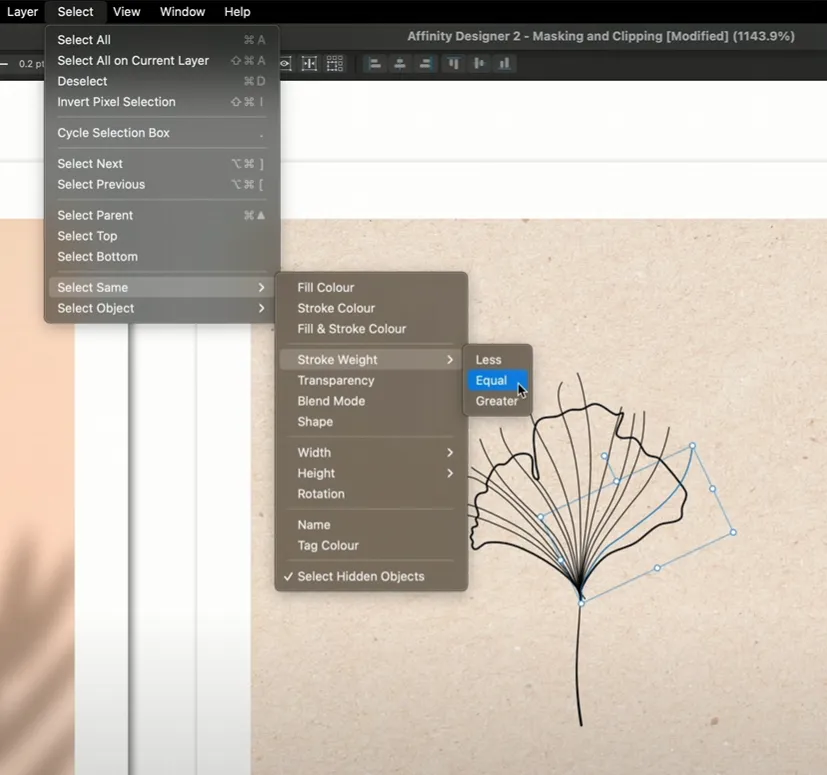 Layer Select View Window Help
Affinity Designer 2 - Masking and Clipping [Modified] (1143.9%)
0.2 pt
Select All ⌘ A
Select All on Current Layer ⇧ ⌘ A
Deselect ⌘ D
Invert Pixel Selection ⇧ ⌘ I
Cycle Selection Box .
Select Next ⌥ ⌘ ]
Select Previous ⌥ ⌘ [
Select Parent ⌘ ▲
Select Top
Select Bottom
Select Same >
Select Object >
Fill Colour
Stroke Colour
Fill & Stroke Colour
Stroke Weight >
Transparency
Blend Mode
Shape
Width >
Height >
Rotation
Name
Tag Colour
✓ Select Hidden Objects
Less
Equal
Greater